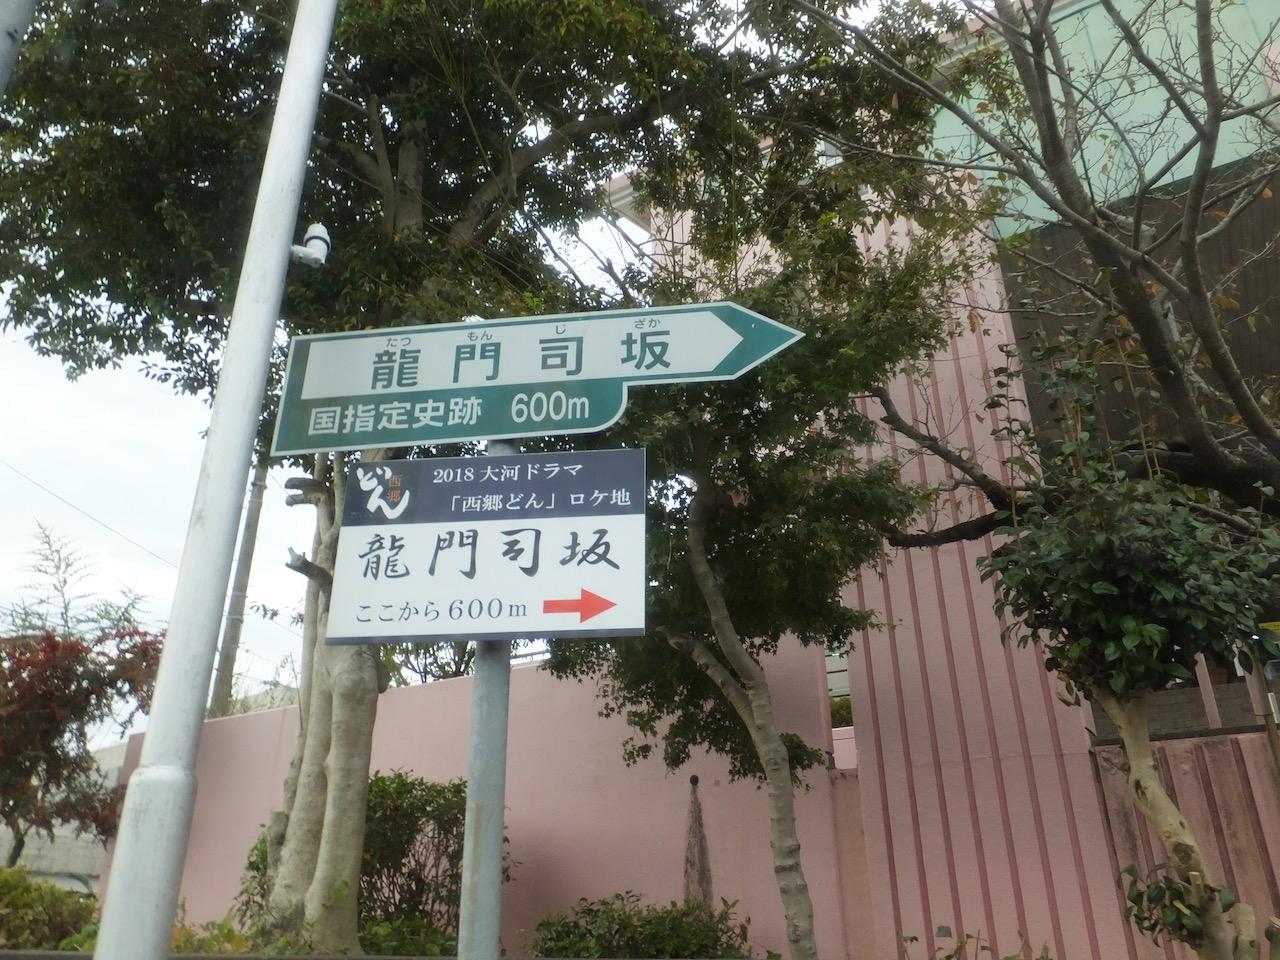 たつ もん じ ざか
龍門司坂
国指定史跡 600m
西郷どん 2018 大河ドラマ
「西郷どん」ロケ地
龍門司坂
ここから600m